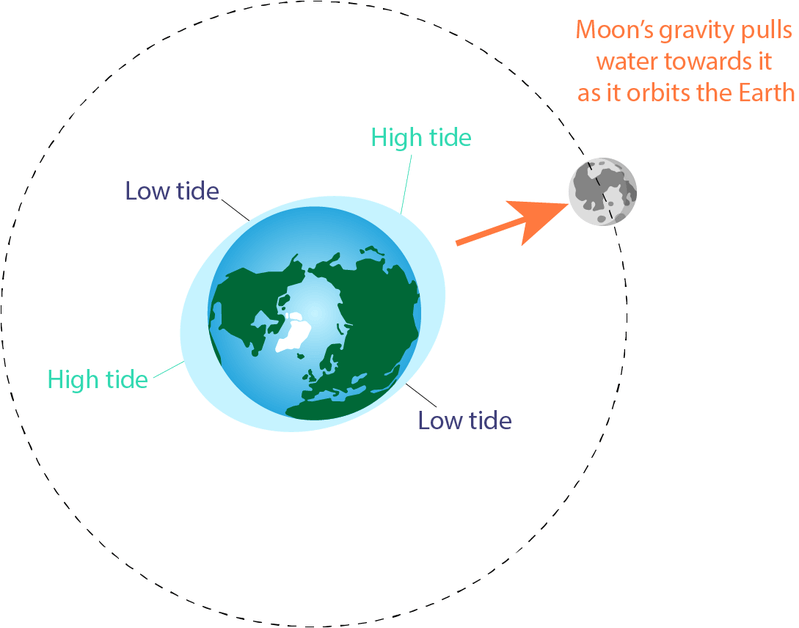 Moon’s gravity pulls
water towards it
as it orbits the Earth
High tide
Low tide
High tide
Low tide